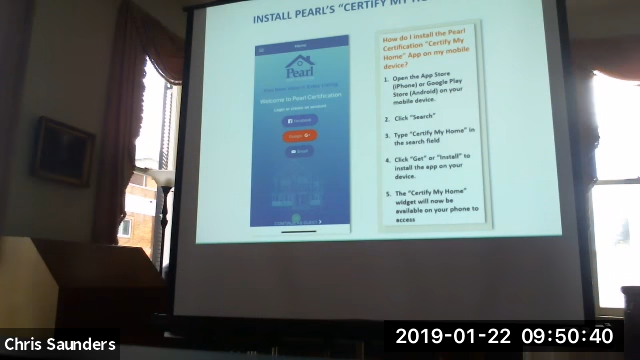 INSTALL PEARL'S "CERTIFY MY
Pearl
Welcome to Pearl Certification
Facebook
Google G+
Email
How do I install the Pearl
Certification "Certify My
Home" App on my mobile
device?
1. Open the App Store
(iPhone) or Google Play
Store (Android) on your
mobile device.
2. Click "Search"
3. Type "Certify My Home" in
the search field
4. Click "Get" or "Install" to
install the app on your
device.
5. The "Certify My Home"
widget will now be
available on your phone to
access
Chris Saunders
2019-01-22 09:50:40